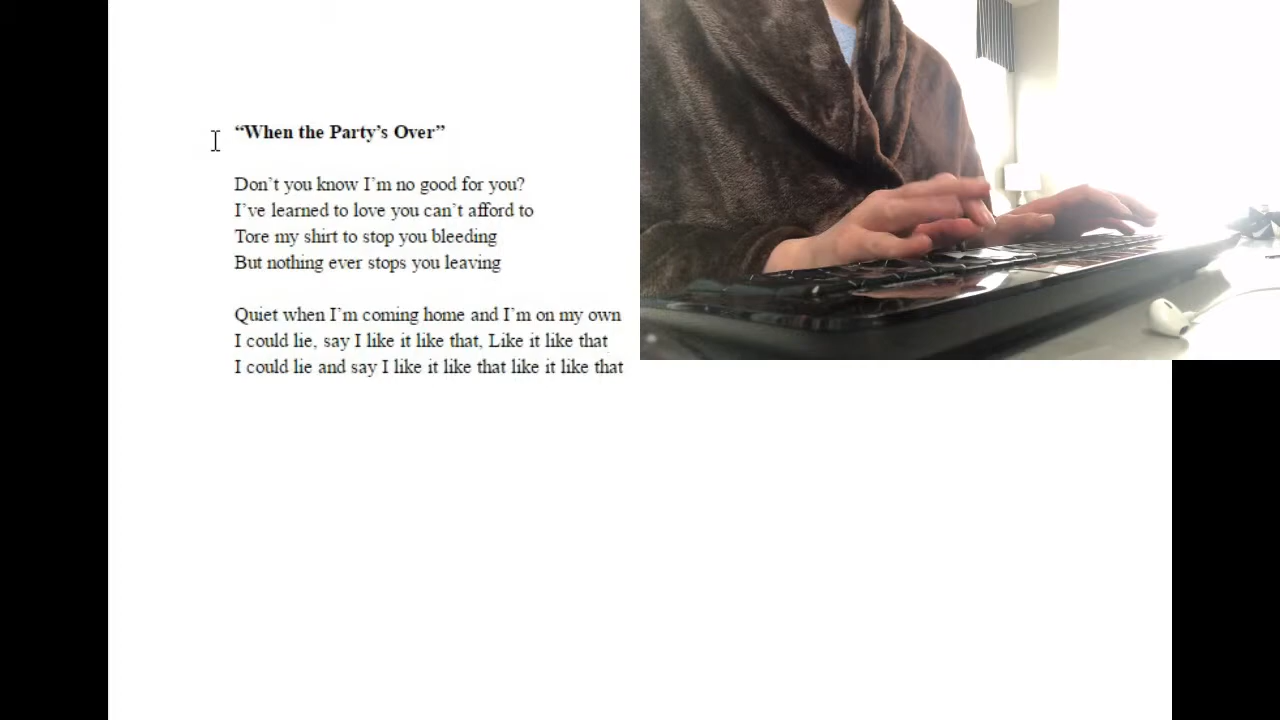 “When the Party’s Over”
Don’t you know I’m no good for you?
I’ve learned to love you can’t afford to
Tore my shirt to stop you bleeding
But nothing ever stops you leaving
Quiet when I’m coming home and I’m on my own
I could lie, say I like it like that, Like it like that
I could lie and say I like it like that like it like that